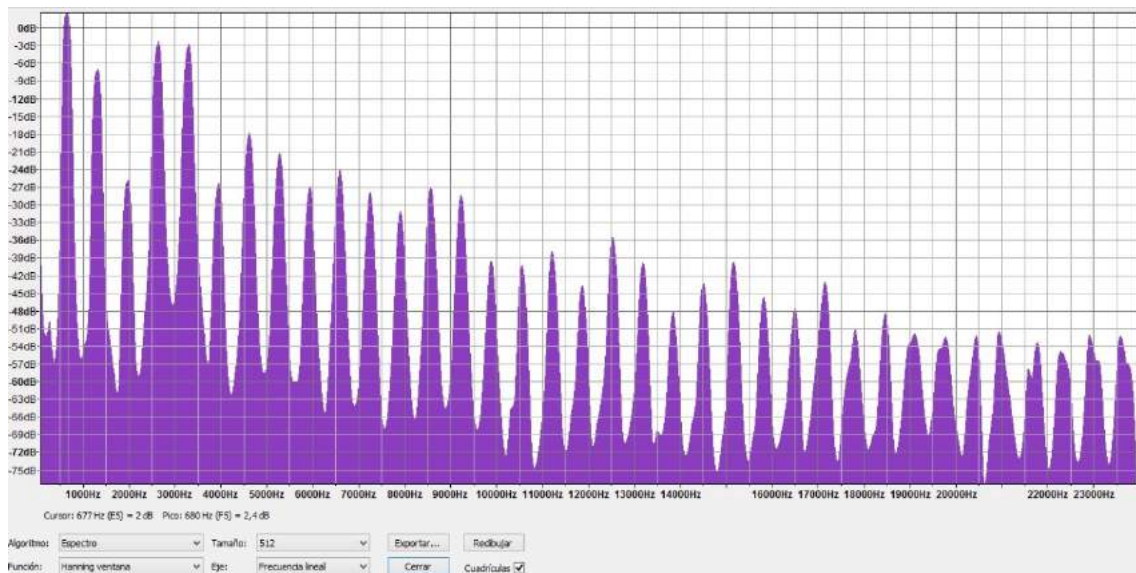 0dB
-3dB
-6dB
-9dB
-12dB
-15dB
-18dB
-21dB
-24dB
-27dB
-30dB
-33dB
-36dB
-39dB
-42dB
-45dB
-48dB
-51dB
-54dB
-57dB
-60dB
-63dB
-66dB
-69dB
-72dB
-75dB
1000Hz 2000Hz 3000Hz 4000Hz 5000Hz 6000Hz 7000Hz 8000Hz 9000Hz 10000Hz 11000Hz 12000Hz 13000Hz 14000Hz 16000Hz 17000Hz 18000Hz 19000Hz 20000Hz 22000Hz 23000Hz
Cursor: 677 Hz (E5) = 2 dB Pico: 680 Hz (F5) = 2,4 dB
Algoritmo: Espectro Tamaño: 512 Exportar... Redibujar
Función: Hanning ventana Eje: Frecuencia lineal Cerrar Cuadrículas